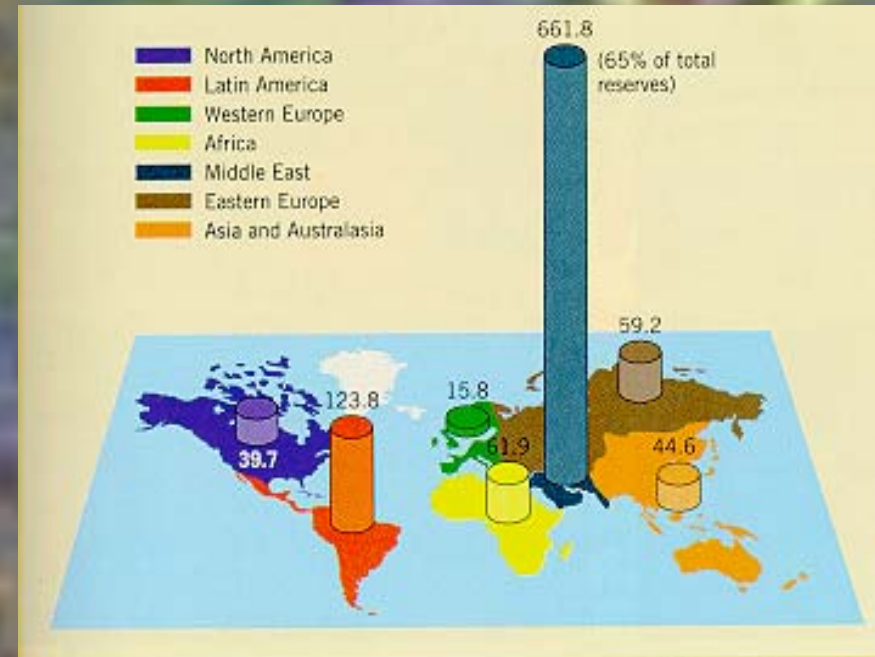 661.8
(65% of total
reserves)
North America
Latin America
Western Europe
Africa
Middle East
Eastern Europe
Asia and Australasia
59.2
15.8
123.8
61.9
44.6
39.7